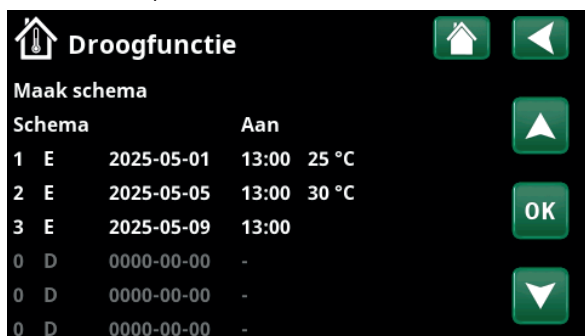 Droogfunctie
Maak schema
Schema Aan
1 E 2025-05-01 13:00 25 °C
2 E 2025-05-05 13:00 30 °C
3 E 2025-05-09 13:00
0 D 0000-00-00 -
0 D 0000-00-00 -
0 D 0000-00-00 -
OK